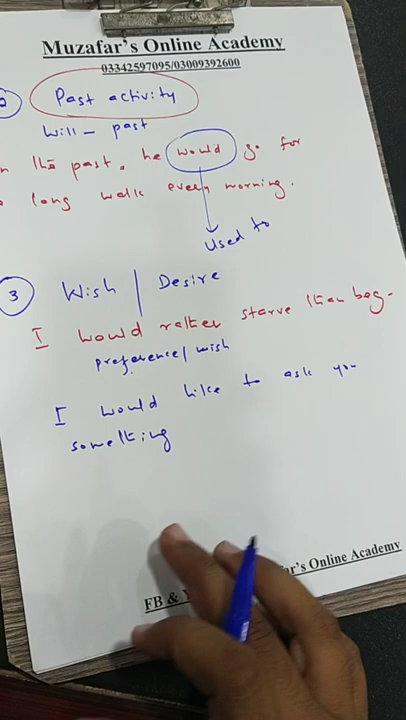 Muzafar's Online Academy
03342597095/03009392600
Past activity
Will - past
the past, he would go for
long walk every morning.
Used to
3 Wish / Desire
I would rather starve than beg.
preference/wish
I would like to ask you
something
far's Online Academy
FB &